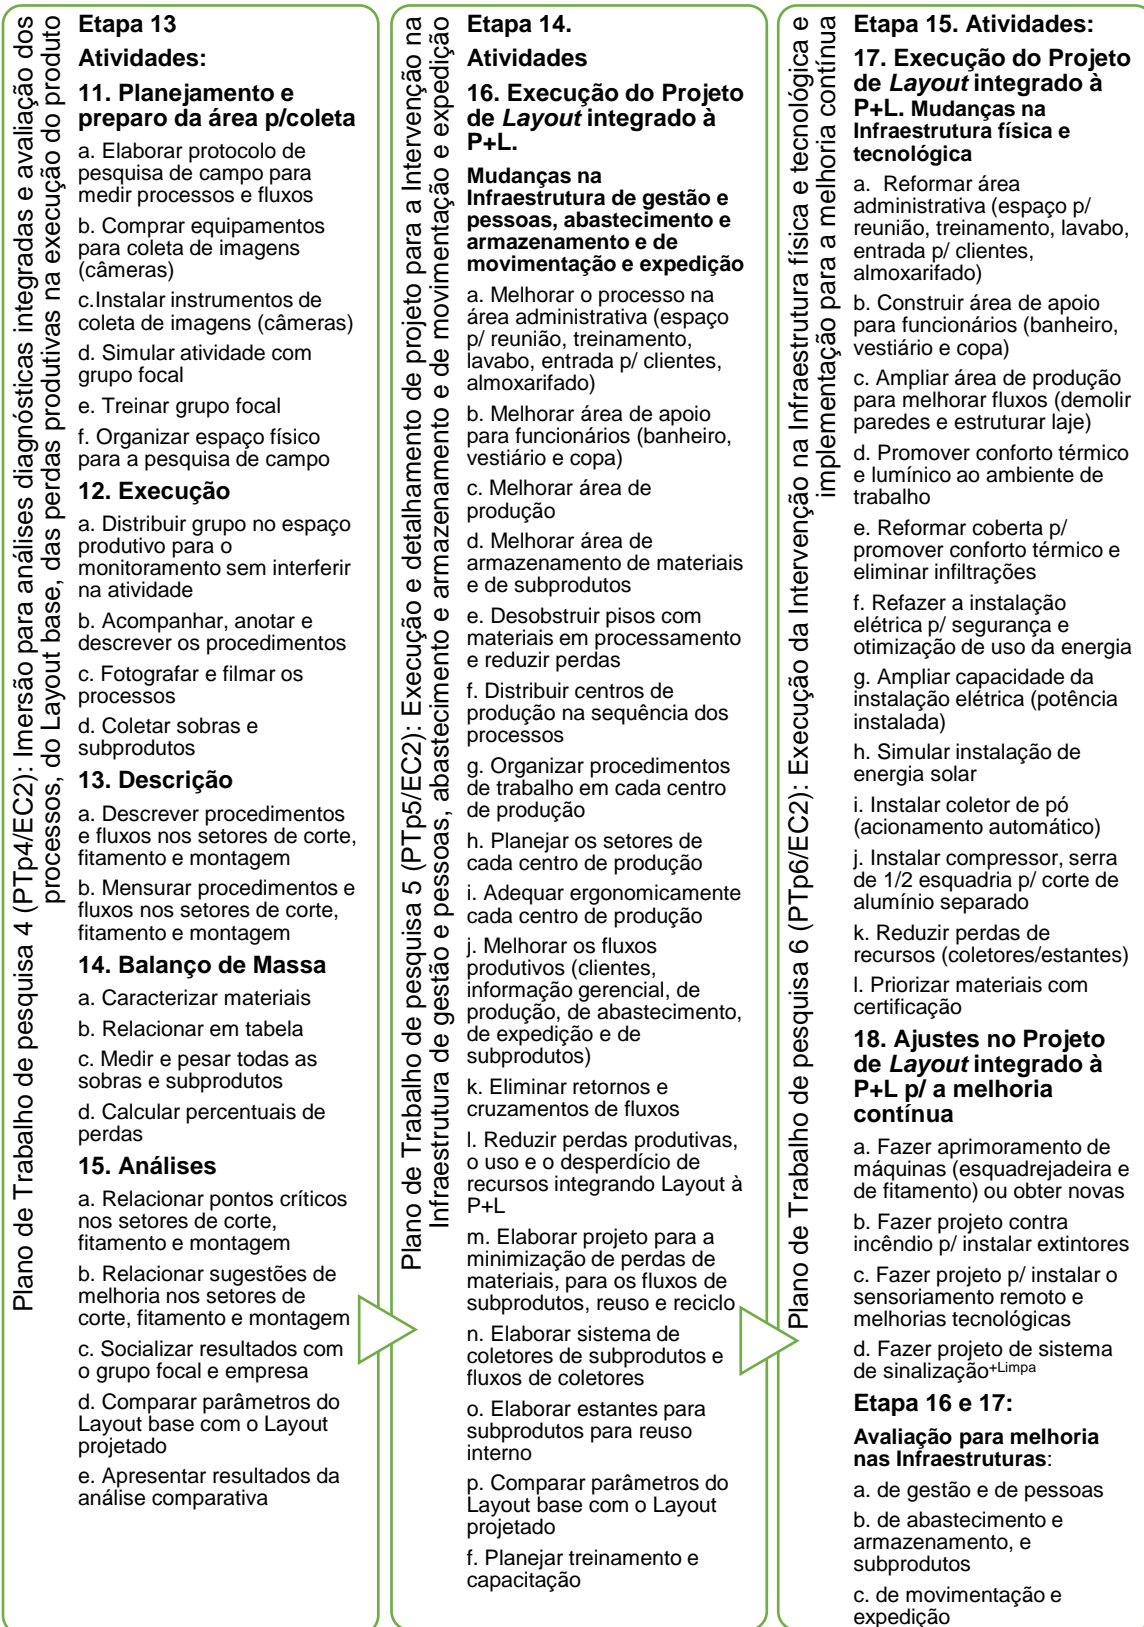 Plano de Trabalho de pesquisa 4 (PTp4/EC2): Imersão para análises diagnósticas integradas e avaliação dos
processos, do Layout base, das perdas produtivas na execução do produto
Etapa 13
Atividades:
11. Planejamento e
preparo da área p/coleta
a. Elaborar protocolo de
pesquisa de campo para
medir processos e fluxos
b. Comprar equipamentos
para coleta de imagens
(câmeras)
c.Instalar instrumentos de
coleta de imagens (câmeras)
d. Simular atividade com
grupo focal
e. Treinar grupo focal
f. Organizar espaço físico
para a pesquisa de campo
12. Execução
a. Distribuir grupo no espaço
produtivo para o
monitoramento sem interferir
na atividade
b. Acompanhar, anotar e
descrever os procedimentos
c. Fotografar e filmar os
processos
d. Coletar sobras e
subprodutos
13. Descrição
a. Descrever procedimentos
e fluxos nos setores de corte,
fitamento e montagem
b. Mensurar procedimentos e
fluxos nos setores de corte,
fitamento e montagem
14. Balanço de Massa
a. Caracterizar materiais
b. Relacionar em tabela
c. Medir e pesar todas as
sobras e subprodutos
d. Calcular percentuais de
perdas
15. Análises
a. Relacionar pontos críticos
nos setores de corte,
fitamento e montagem
b. Relacionar sugestões de
melhoria nos setores de
corte, fitamento e montagem
c. Socializar resultados com
o grupo focal e empresa
d. Comparar parâmetros do
Layout base com o Layout
projetado
e. Apresentar resultados da
análise comparativa
Plano de Trabalho de pesquisa 5 (PTp5/EC2): Execução e detalhamento de projeto para a Intervenção na
Infraestrutura de gestão e pessoas, abastecimento e armazenamento e de movimentação e expedição
Etapa 14.
Atividades
16. Execução do Projeto
de Layout integrado à
P+L.
Mudanças na
Infraestrutura de gestão e
pessoas, abastecimento e
armazenamento e de
movimentação e expedição
a. Melhorar o processo na
área administrativa (espaço
p/ reunião, treinamento,
lavabo, entrada p/ clientes,
almoxarifado)
b. Melhorar área de apoio
para funcionários (banheiro,
vestiário e copa)
c. Melhorar área de
produção
d. Melhorar área de
armazenamento de materiais
e de subprodutos
e. Desobstruir pisos com
materiais em processamento
e reduzir perdas
f. Distribuir centros de
produção na sequência dos
processos
g. Organizar procedimentos
de trabalho em cada centro
de produção
h. Planejar os setores de
cada centro de produção
i. Adequar ergonomicamente
cada centro de produção
j. Melhorar os fluxos
produtivos (clientes,
informação gerencial, de
produção, de abastecimento,
de expedição e de
subprodutos)
k. Eliminar retornos e
cruzamentos de fluxos
l. Reduzir perdas produtivas,
o uso e o desperdício de
recursos integrando Layout à
P+L
m. Elaborar projeto para a
minimização de perdas de
materiais, para os fluxos de
subprodutos, reuso e reciclo
n. Elaborar sistema de
coletores de subprodutos e
fluxos de coletores
o. Elaborar estantes para
subprodutos para reuso
interno
p. Comparar parâmetros do
Layout base com o Layout
projetado
f. Planejar treinamento e
capacitação
Plano de Trabalho de pesquisa 6 (PTp6/EC2): Execução da Intervenção na Infraestrutura física e tecnológica e
implementação para a melhoria contínua
Etapa 15. Atividades:
17. Execução do Projeto
de Layout integrado à
P+L. Mudanças na
Infraestrutura física e
tecnológica
a. Reformar área
administrativa (espaço p/
reunião, treinamento, lavabo,
entrada p/ clientes,
almoxarifado)
b. Construir área de apoio
para funcionários (banheiro,
vestiário e copa)
c. Ampliar área de produção
para melhorar fluxos (demolir
paredes e estruturar laje)
d. Promover conforto térmico
e lumínico ao ambiente de
trabalho
e. Reformar coberta p/
promover conforto térmico e
eliminar infiltrações
f. Refazer a instalação
elétrica p/ segurança e
otimização de uso da energia
g. Ampliar capacidade da
instalação elétrica (potência
instalada)
h. Simular instalação de
energia solar
i. Instalar coletor de pó
(acionamento automático)
j. Instalar compressor, serra
de 1/2 esquadria p/ corte de
alumínio separado
k. Reduzir perdas de
recursos (coletores/estantes)
l. Priorizar materiais com
certificação
18. Ajustes no Projeto
de Layout integrado à
P+L p/ a melhoria
contínua
a. Fazer aprimoramento de
máquinas (esquadrejadeira e
de fitamento) ou obter novas
b. Fazer projeto contra
incêndio p/ instalar extintores
c. Fazer projeto p/ instalar o
sensoriamento remoto e
melhorias tecnológicas
d. Fazer projeto de sistema
de sinalização+Limpa
Etapa 16 e 17:
Avaliação para melhoria
nas Infraestruturas:
a. de gestão e de pessoas
b. de abastecimento e
armazenamento, e
subprodutos
c. de movimentação e
expedição